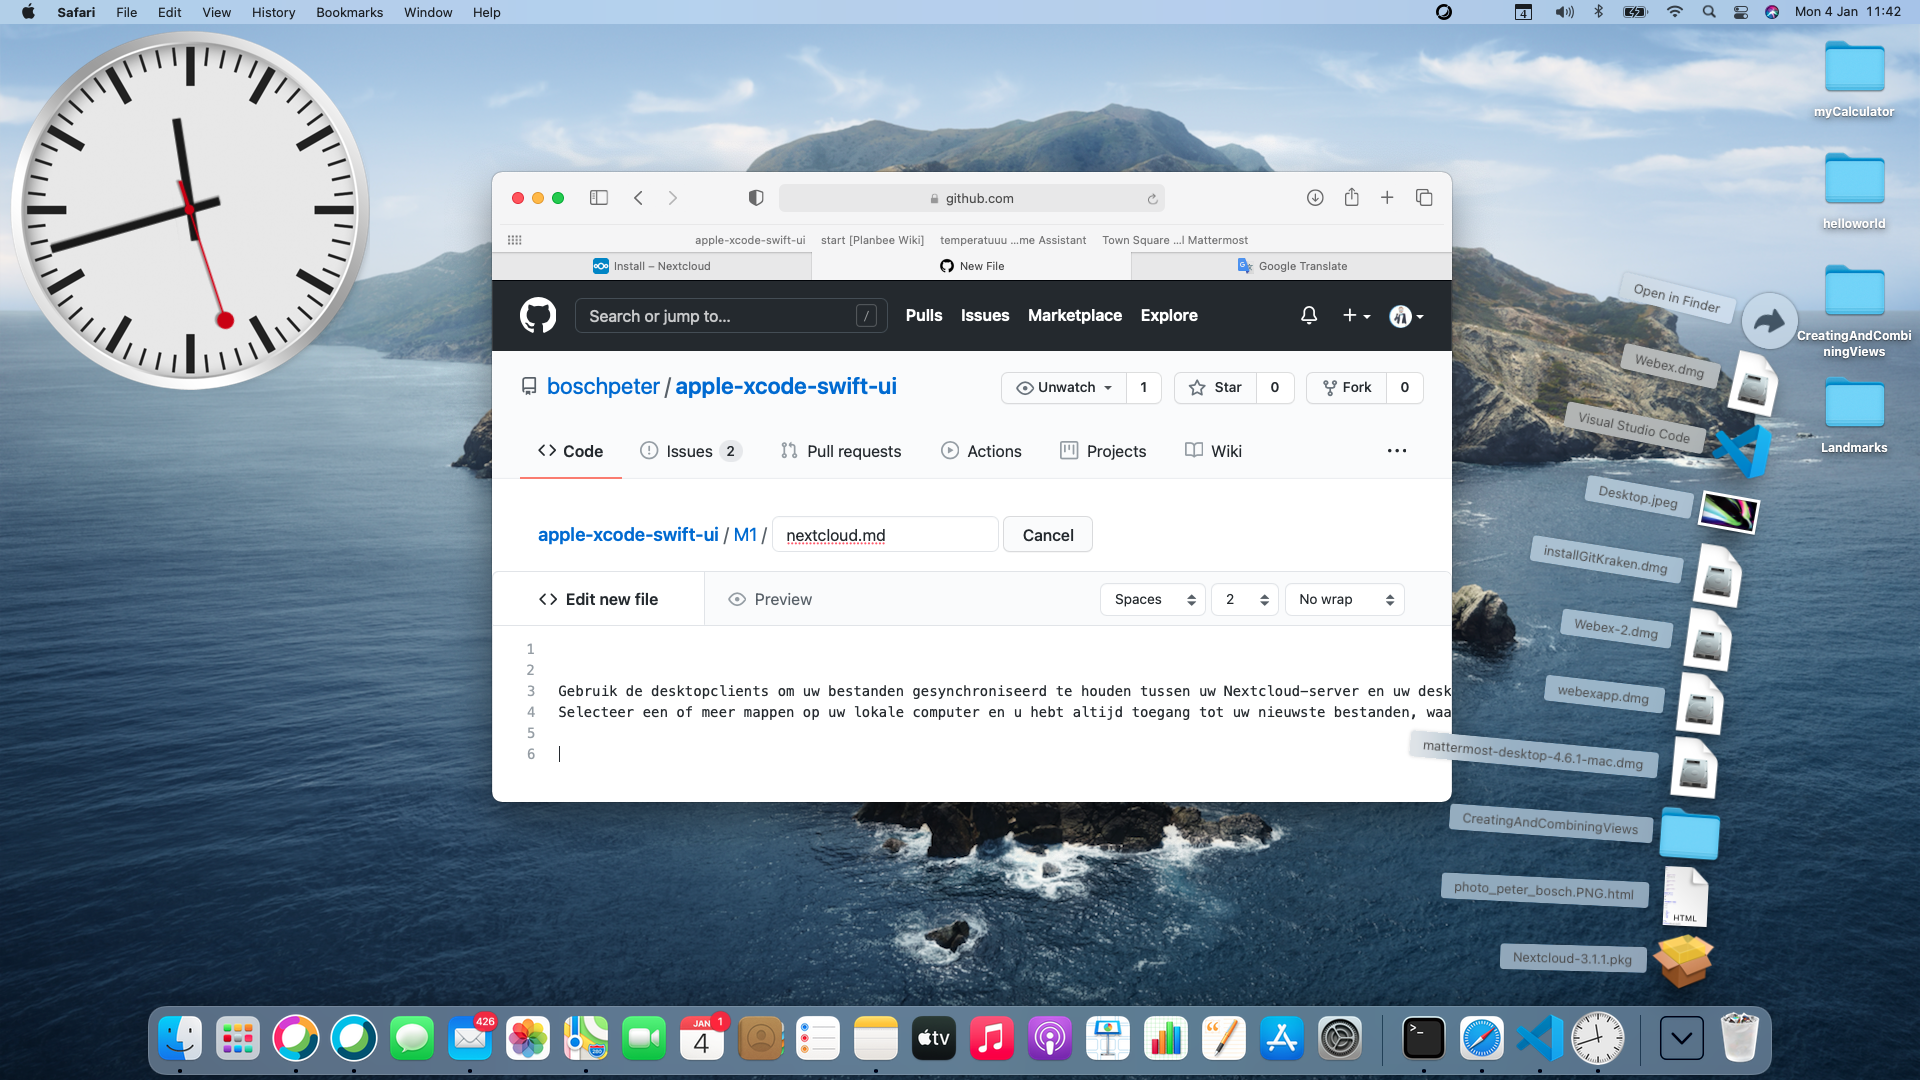 Safari File Edit View History Bookmarks Window Help
4
Mon 4 Jan 11:42
myCalculator
helloworld
CreatingAndCombi
niningViews
Landmarks
github.com
apple-xcode-swift-ui start [Planbee Wiki] temperatuuu ...me Assistant Town Square ...l Mattermost
Install – Nextcloud
New File
Google Translate
Search or jump to... /
Pulls Issues Marketplace Explore
boschpeter / apple-xcode-swift-ui
Unwatch 1
Star 0
Fork 0
Code
Issues 2
Pull requests
Actions
Projects
Wiki
apple-xcode-swift-ui / M1 / nextcloud.md
Cancel
Edit new file
Preview
Spaces
2
No wrap
1
2
3 Gebruik de desktopclients om uw bestanden gesynchroniseerd te houden tussen uw Nextcloud-server en uw desk
4 Selecteer een of meer mappen op uw lokale computer en u hebt altijd toegang tot uw nieuwste bestanden, waa
5
6
Open in Finder
Webex.dmg
Visual Studio Code
Desktop.jpeg
installGitKraken.dmg
Webex-2.dmg
webexapp.dmg
mattermost-desktop-4.6.1-mac.dmg
CreatingAndCombiningViews
photo_peter_bosch.PNG.html
HTML
Nextcloud-3.1.1.pkg
426
280
JAN
4
1
tv
>_